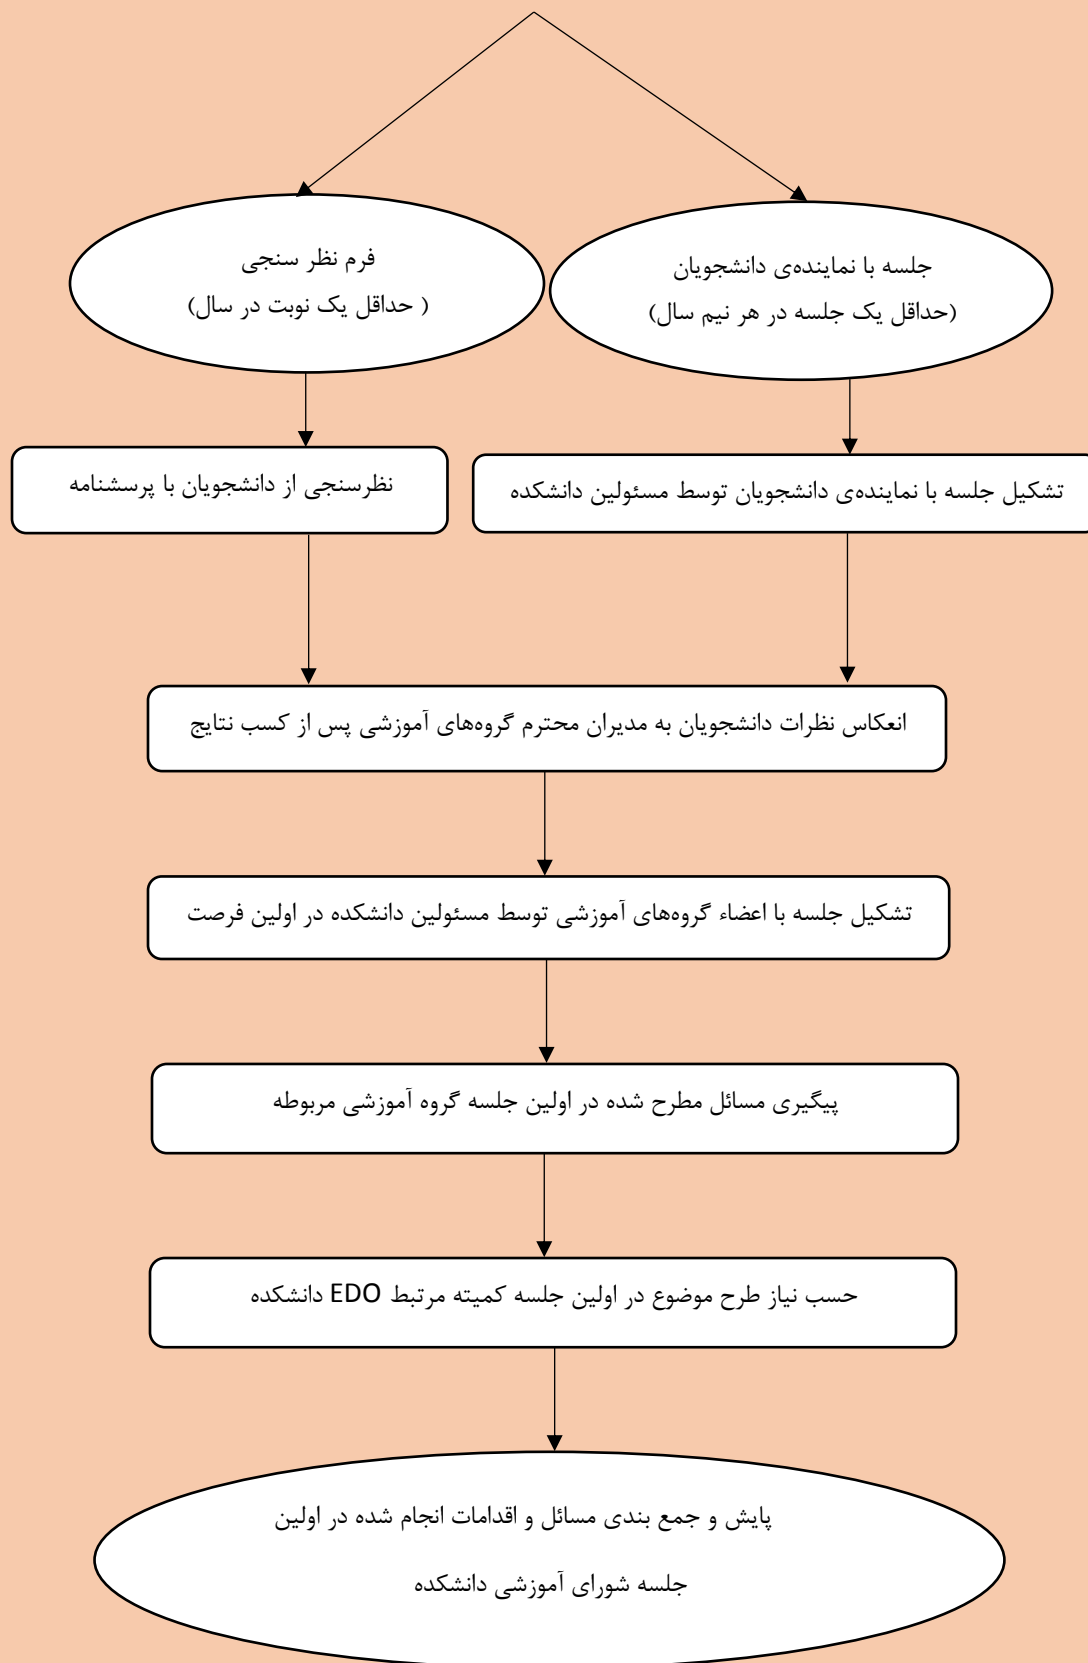 جلسه با نماینده‌ی دانشجویان
(حداقل یک جلسه در هر نیم سال)
فرم نظر سنجی
( حداقل یک نوبت در سال)
تشکیل جلسه با نماینده‌ی دانشجویان توسط مسئولین دانشکده
نظرسنجی از دانشجویان با پرسشنامه
انعکاس نظرات دانشجویان به مدیران محترم گروه‌های آموزشی پس از کسب نتایج
تشکیل جلسه با اعضاء گروه‌های آموزشی توسط مسئولین دانشکده در اولین فرصت
پیگیری مسائل مطرح شده در اولین جلسه گروه آموزشی مربوطه
حسب نیاز طرح موضوع در اولین جلسه کمیته مرتبط EDO دانشکده
پایش و جمع بندی مسائل و اقدامات انجام شده در اولین
جلسه شورای آموزشی دانشکده